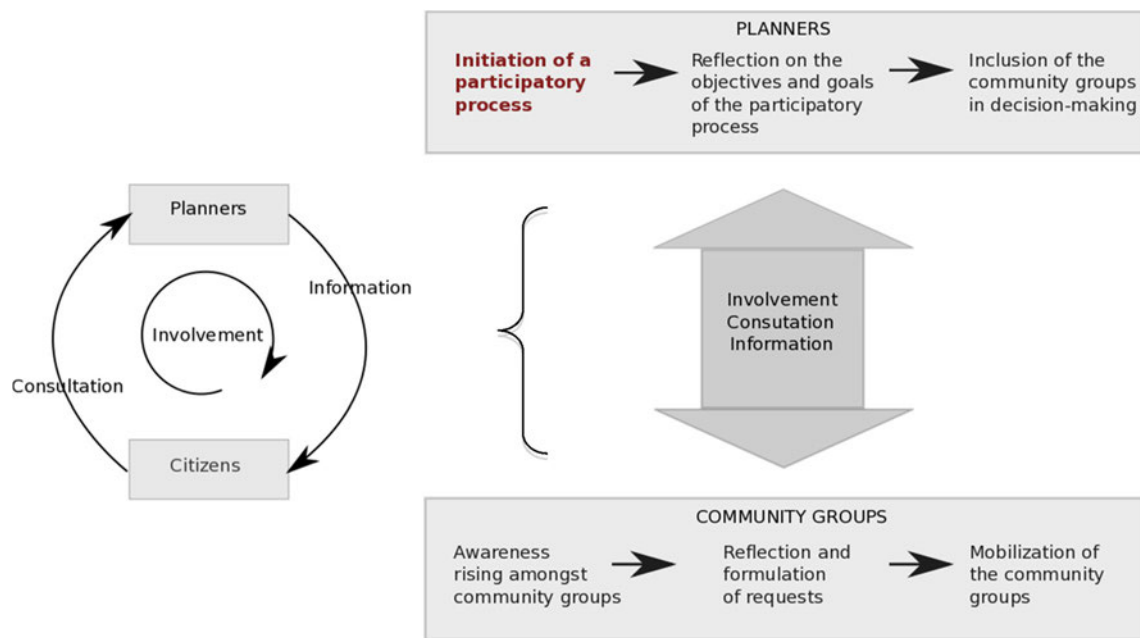 PLANNERS
Initiation of a
participatory
process
Reflection on the
objectives and goals
of the participatory
process
Inclusion of the
community groups
in decision-making
Planners
Information
Involvement
Consultation
Citizens
Involvement
Consutation
Information
COMMUNITY GROUPS
Awareness
rising amongst
community groups
Reflection and
formulation
of requests
Mobilization of
the community
groups